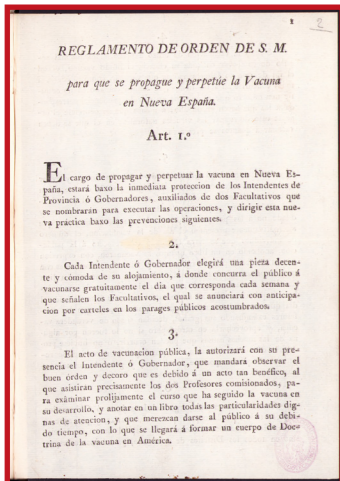 1
2
REGLAMENTO DE ORDEN DE S. M.
para que se propague y perpetúe la Vacuna
en Nueva España.
Art. 1.º
El cargo de propagar y perpetuar la vacuna en Nueva Es-
paña, estará baxo la inmediata proteccion de los Intendentes de
Provincia ó Gobernadores, auxiliados de dos Facultativos que
se nombraran para executar las operaciones, y dirigir esta nue-
va práctica baxo las prevenciones siguientes.
2.
Cada Intendente ó Gobernador elegirá una pieza decen-
te y cómoda de su alojamiento, á donde concurra el público á
vacunarse gratuitamente el dia que corresponda cada semana y
que señalen los Facultativos, el qual se anunciará con anticipa-
cion por carteles en los parages públicos acostumbrados.
3.
El acto de vacunacion pública, la autorizará con su pre-
sencia el Intendente ó Gobernador, que mandará observar el
buen órden y decoro que es debido á un acto tan benéfico, al
que asistiran precisamente los dos Profesores comisionados, pa-
ra exâminar prolijamente el curso que ha seguido la vacuna en
su desarrollo, y anotar en un libro todas las particularidades dig-
nas de atencion, y que merezcan darse al público á su debi-
do tiempo, con lo que se llegará á formar un cuerpo de Doc-
trina de la vacuna en América.